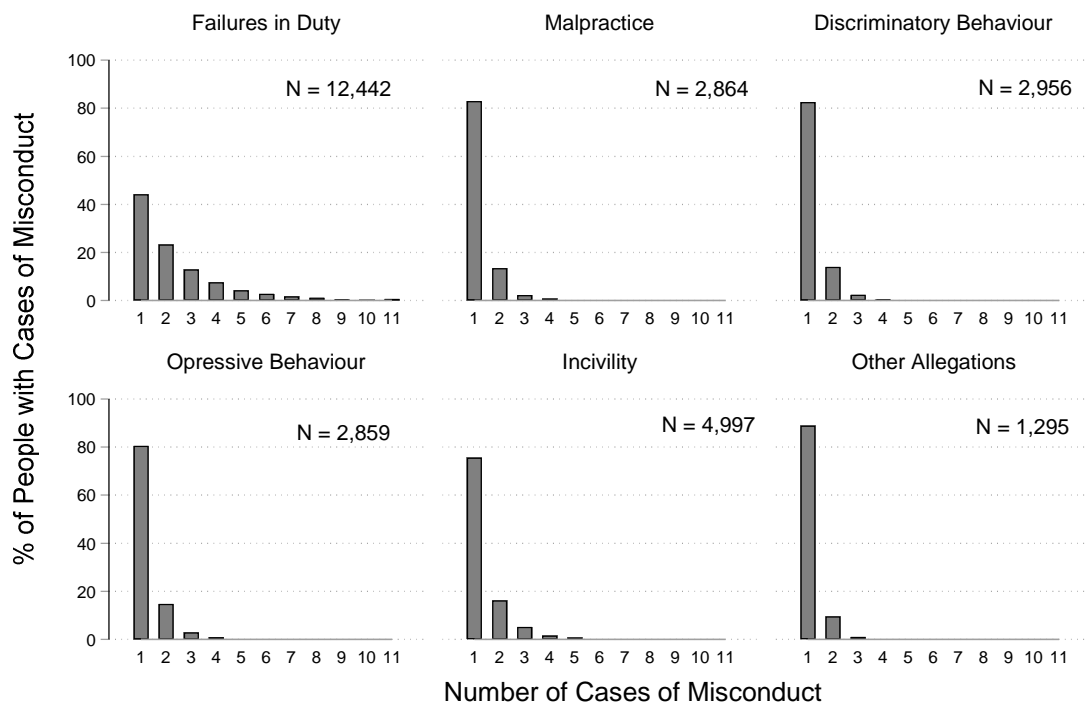 Failures in Duty
Malpractice
Discriminatory Behaviour
% of People with Cases of Misconduct
100
80
60
40
20
0
N = 12,442
N = 2,864
N = 2,956
1 2 3 4 5 6 7 8 9 10 11
1 2 3 4 5 6 7 8 9 10 11
1 2 3 4 5 6 7 8 9 10 11
Opressive Behaviour
Incivility
Other Allegations
100
80
60
40
20
0
N = 2,859
N = 4,997
N = 1,295
1 2 3 4 5 6 7 8 9 10 11
1 2 3 4 5 6 7 8 9 10 11
1 2 3 4 5 6 7 8 9 10 11
Number of Cases of Misconduct